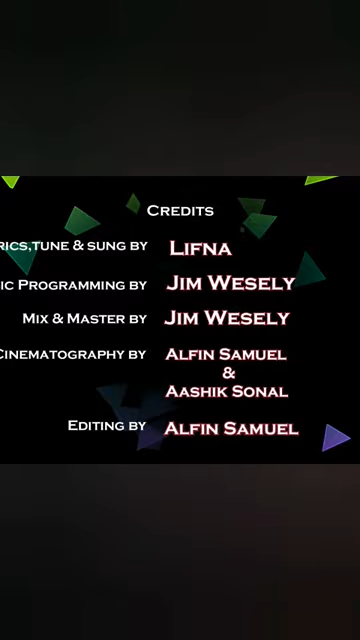 Credits
rics,tune & sung by Lifna
ic Programming by Jim Wesely
Mix & Master by Jim Wesely
Cinematography by Alfin Samuel
&
Aashik Sonal
Editing by Alfin Samuel